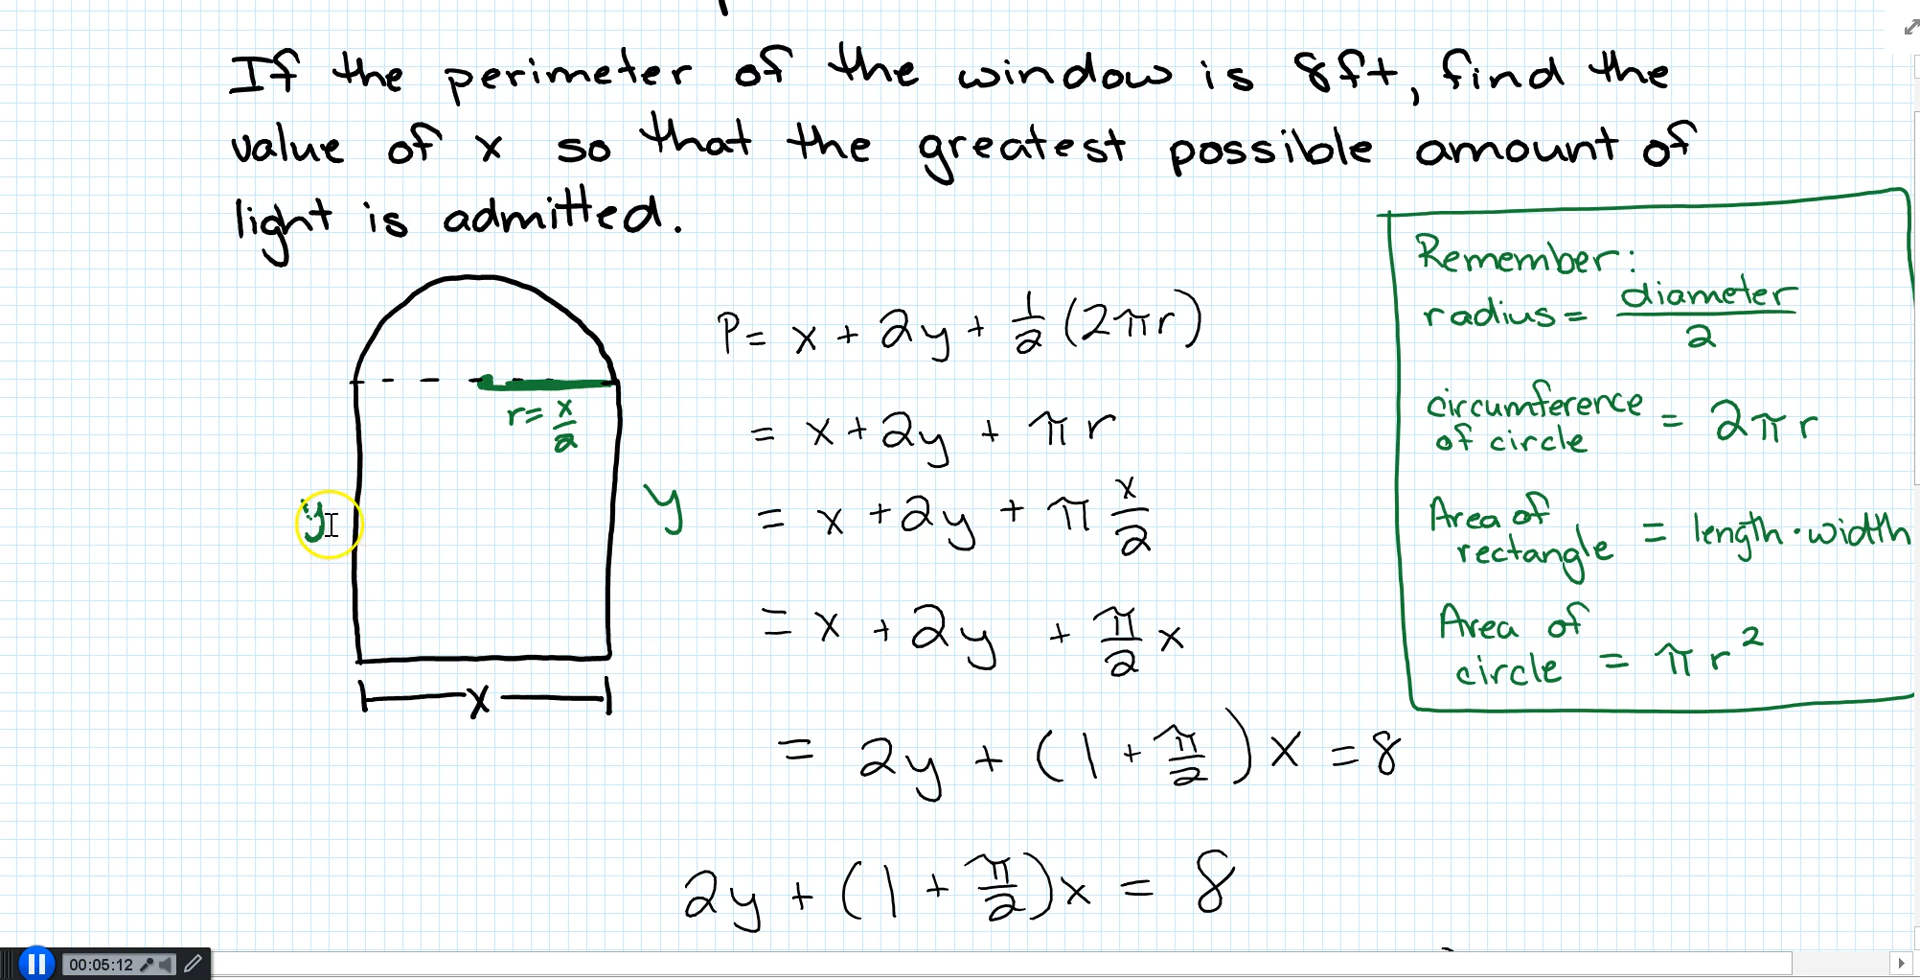 If the perimeter of the window is 8ft, find the
value of x so that the greatest possible amount of
light is admitted.
r = x/2
y
y
x
P = x + 2y + 1/2 (2πr)
= x + 2y + πr
= x + 2y + π x/2
= x + 2y + π/2 x
= 2y + (1 + π/2) x = 8
2y + (1 + π/2)x = 8
Remember:
radius = diameter/2
circumference of circle = 2πr
Area of rectangle = length · width
Area of circle = πr²
00:05:12